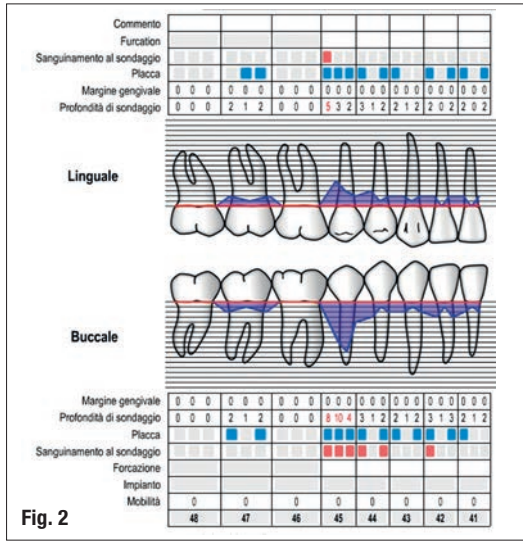 Commento
Furcation
Sanguinamento al sondaggio
Placca
Margine gengivale 0 0 0 0 0 0 0 0 0 0 0 0 0 0 0 0 0 0 0 0 0 0 0 0
Profondità di sondaggio 0 0 0 2 1 2 0 0 0 5 3 2 3 1 2 2 1 2 2 0 2 2 0 2
Linguale
Buccale
Margine gengivale 0 0 0 0 0 0 0 0 0 0 0 0 0 0 0 0 0 0 0 0 0 0 0 0
Profondità di sondaggio 0 0 0 2 1 2 0 0 0 8 10 4 3 1 2 2 1 2 3 1 3 2 1 2
Placca
Sanguinamento al sondaggio
Forcazione
Impianto
Mobilità 0 0 0 0 0 0 0 0
48 47 46 45 44 43 42 41
Fig. 2